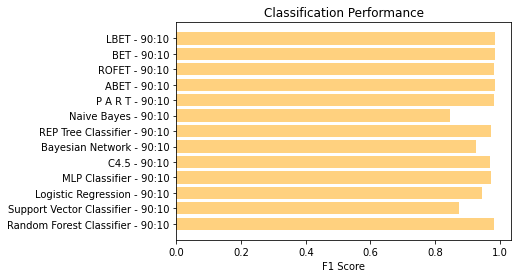 Classification Performance
LBET - 90:10
BET - 90:10
ROFET - 90:10
ABET - 90:10
P A R T - 90:10
Naive Bayes - 90:10
REP Tree Classifier - 90:10
Bayesian Network - 90:10
C4.5 - 90:10
MLP Classifier - 90:10
Logistic Regression - 90:10
Support Vector Classifier - 90:10
Random Forest Classifier - 90:10
0.0 0.2 0.4 0.6 0.8 1.0
F1 Score